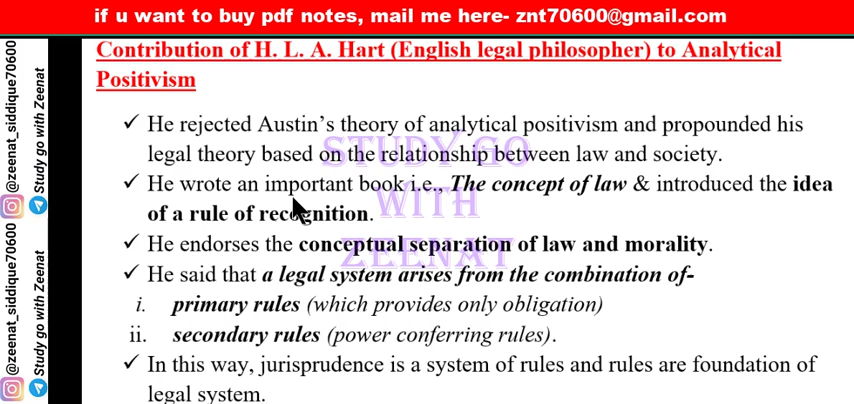 if u want to buy pdf notes, mail me here- znt70600@gmail.com
Contribution of H. L. A. Hart (English legal philosopher) to Analytical
Positivism
✓ He rejected Austin's theory of analytical positivism and propounded his
legal theory based on the relationship between law and society.
✓ He wrote an important book i.e., The concept of law & introduced the idea
of a rule of recognition.
✓ He endorses the conceptual separation of law and morality.
✓ He said that a legal system arises from the combination of-
i. primary rules (which provides only obligation)
ii. secondary rules (power conferring rules).
✓ In this way, jurisprudence is a system of rules and rules are foundation of
legal system.
STUDY GO
WITH
ZEENAT
@zeenat_siddique70600
Study go with Zeenat
@zeenat_siddique70600
Study go with Zeenat